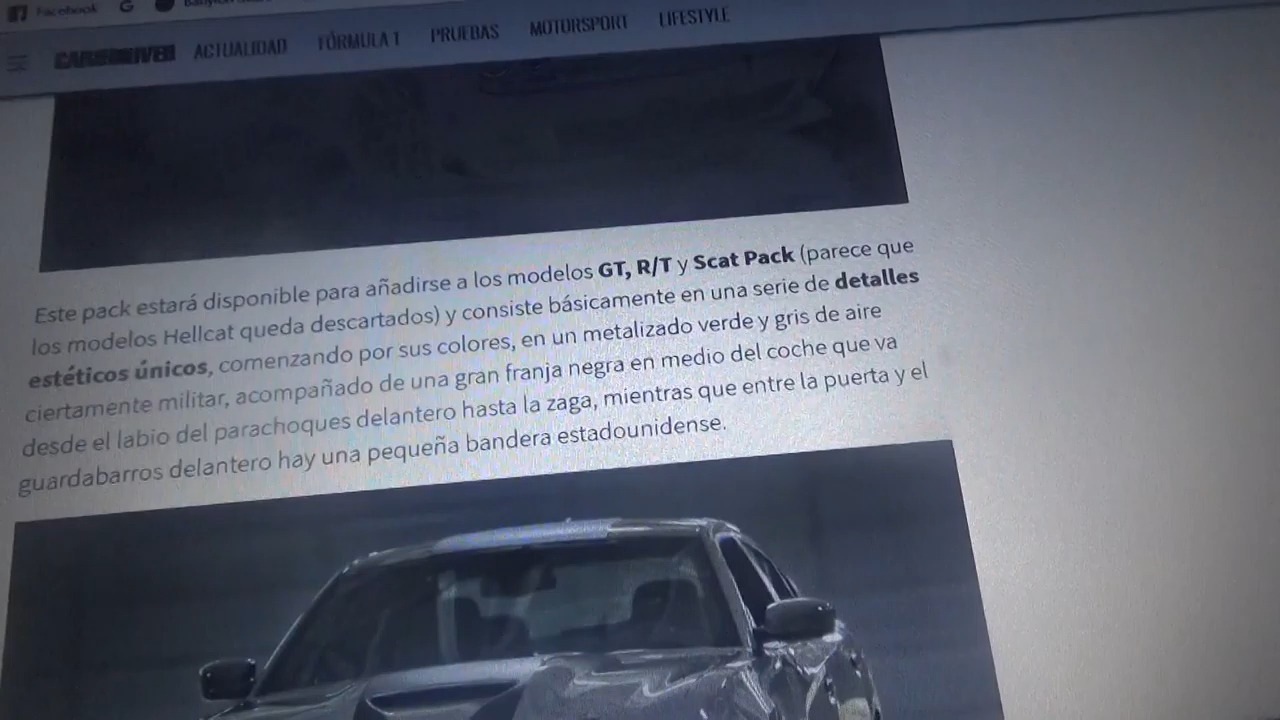 Facebook
ACTUALIDAD FÓRMULA 1 PRUEBAS MOTORSPORT LIFESTYLE
Este pack estará disponible para añadirse a los modelos GT, R/T y Scat Pack (parece que
los modelos Hellcat queda descartados) y consiste básicamente en una serie de detalles
estéticos únicos, comenzando por sus colores, en un metalizado verde y gris de aire
ciertamente militar, acompañado de una gran franja negra en medio del coche que va
desde el labio del parachoques delantero hasta la zaga, mientras que entre la puerta y el
guardabarros delantero hay una pequeña bandera estadounidense.